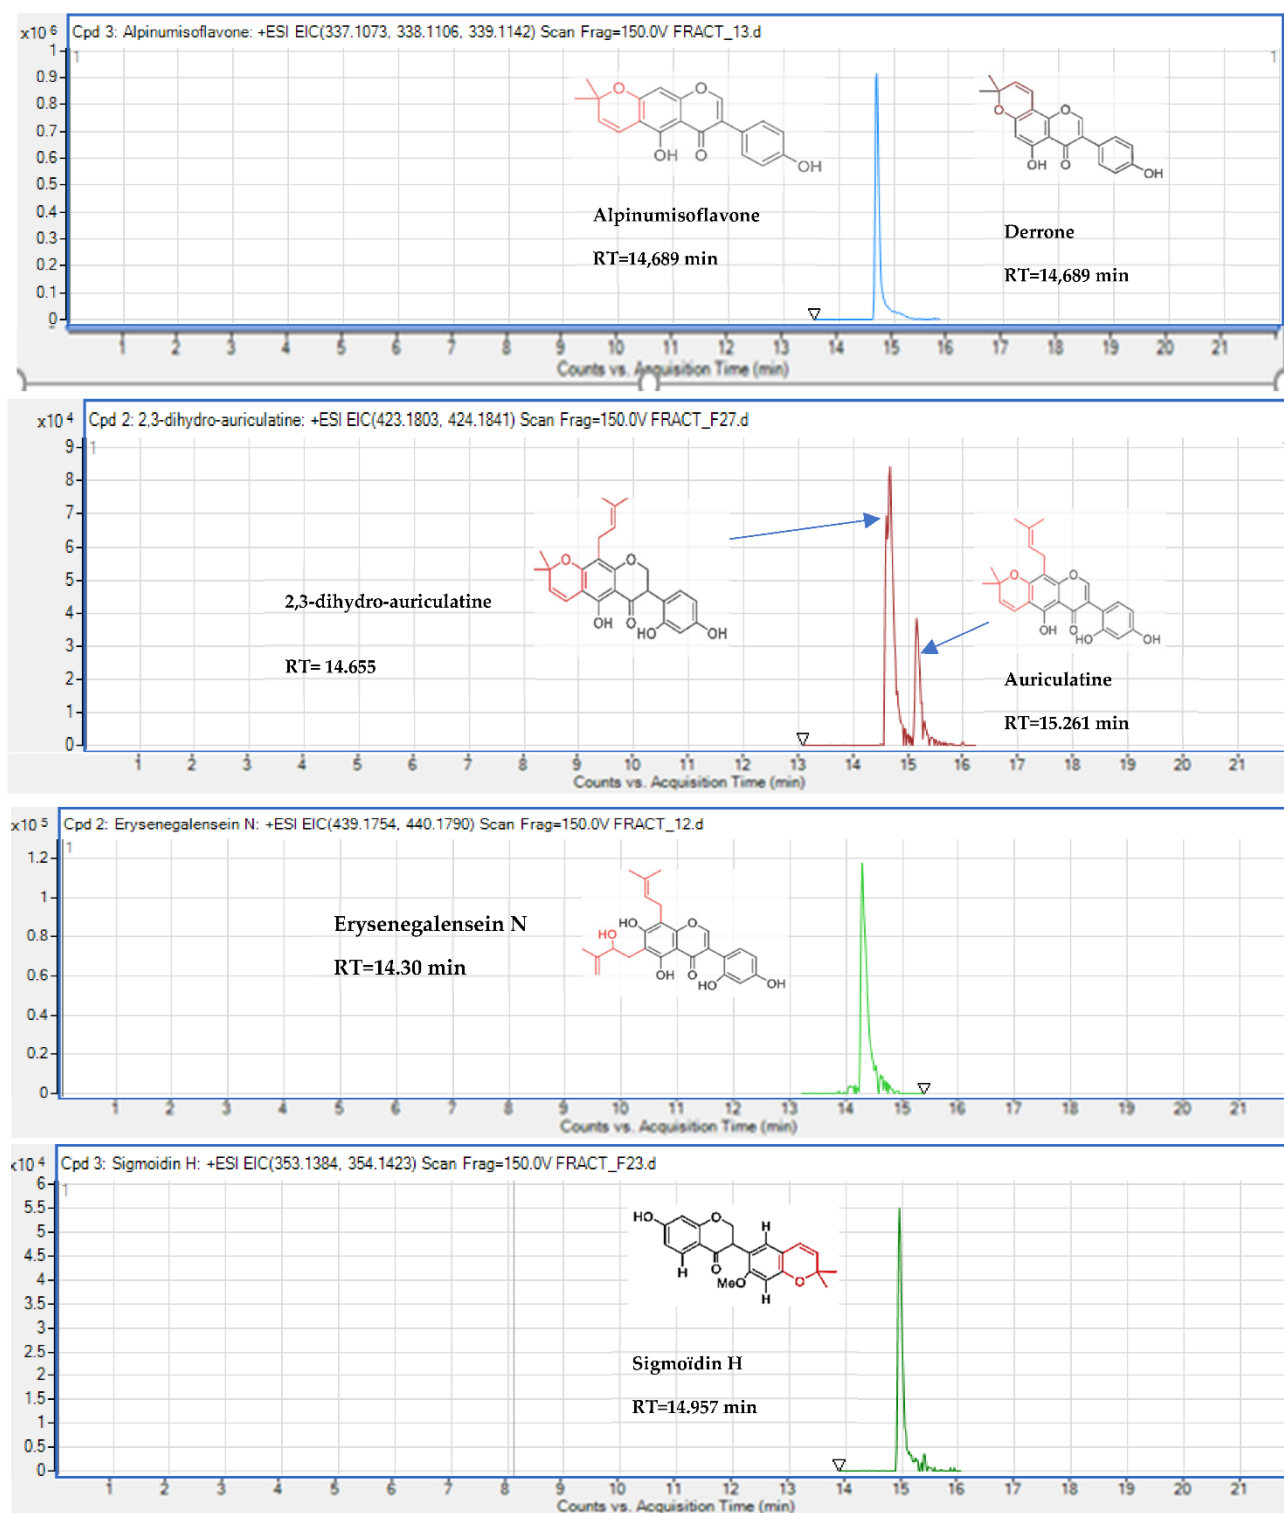 x10 6 Cpd 3: Alpinumisoflavone: +ESI EIC(337.1073, 338.1106, 339.1142) Scan Frag=150.0V FRACT_13.d
1
1
1
0.9
0.8
0.7
0.6
0.5
0.4
0.3
0.2
0.1
0
O
O
OH
O
OH
O
O
OH
O
OH
Alpinumisoflavone
RT=14,689 min
Derrone
RT=14,689 min
1 2 3 4 5 6 7 8 9 10 11 12 13 14 15 16 17 18 19 20 21
Counts vs. Acquisition Time (min)
x10 4 Cpd 2: 2,3-dihydro-auriculatine: +ESI EIC(423.1803, 424.1841) Scan Frag=150.0V FRACT_F27.d
1
9
8
7
6
5
4
3
2
1
0
O
O
OH
O
HO
OH
O
O
OH
O
HO
OH
2,3-dihydro-auriculatine
RT= 14.655
Auriculatine
RT=15.261 min
1 2 3 4 5 6 7 8 9 10 11 12 13 14 15 16 17 18 19 20 21
Counts vs. Acquisition Time (min)
x10 5 Cpd 2: Erysenegalensein N: +ESI EIC(439.1754, 440.1790) Scan Frag=150.0V FRACT_12.d
1
1.2
1
0.8
0.6
0.4
0.2
0
HO
O
OH
OH
O
HO
OH
Erysenegalensein N
RT=14.30 min
1 2 3 4 5 6 7 8 9 10 11 12 13 14 15 16 17 18 19 20 21
Counts vs. Acquisition Time (min)
x10 4 Cpd 3: Sigmoidin H: +ESI EIC(353.1384, 354.1423) Scan Frag=150.0V FRACT_F23.d
1
6
5.5
5
4.5
4
3.5
3
2.5
2
1.5
1
0.5
0
HO
O
H
H
O
MeO
O
H
Sigmoïdin H
RT=14.957 min
1 2 3 4 5 6 7 8 9 10 11 12 13 14 15 16 17 18 19 20 21
Counts vs. Acquisition Time (min)